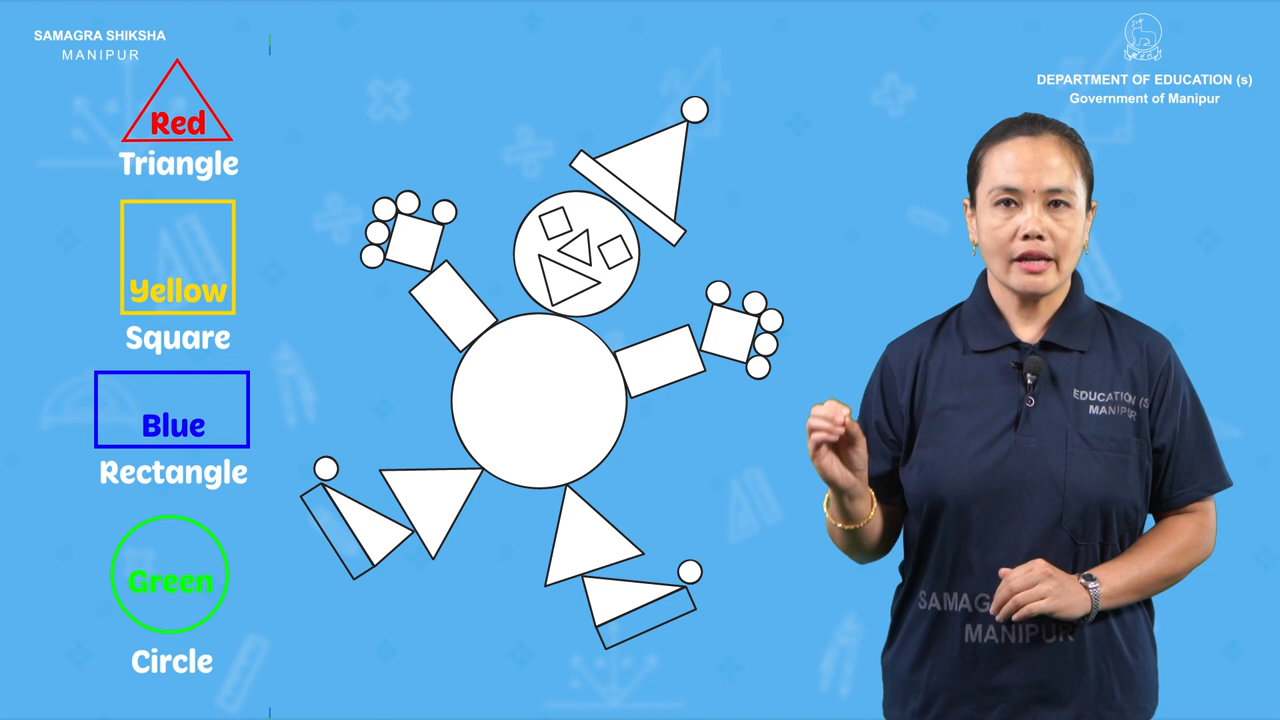 SAMAGRA SHIKSHA
MANIPUR
Red
Triangle
Yellow
Square
Blue
Rectangle
Green
Circle
DEPARTMENT OF EDUCATION (s)
Government of Manipur
EDUCATION (S
MANIPUR
SAMAG
MANIPUR